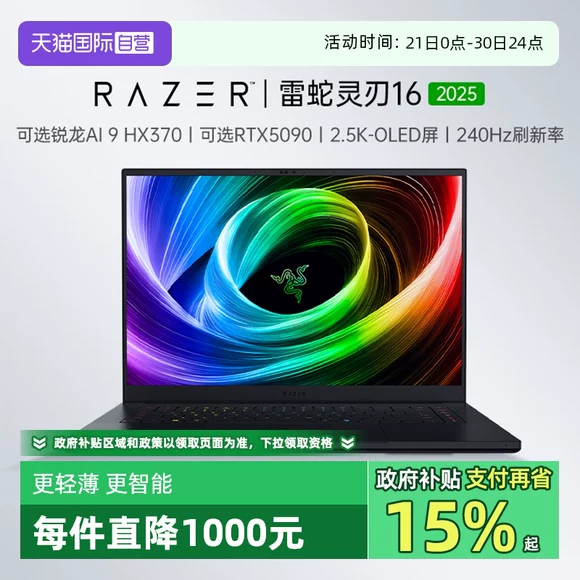 天猫国际自营 活动时间: 21日0点-30日24点
RAZER™ | 雷蛇灵刃16 2025
可选锐龙AI 9 HX370 | 可选RTX5090 | 2.5K-OLED屏 | 240Hz刷新率
RAZER
政府补贴区域和政策以领取页面为准，下拉领取资格
更轻薄 更智能
每件直降1000元
政府补贴 支付再省
15%起